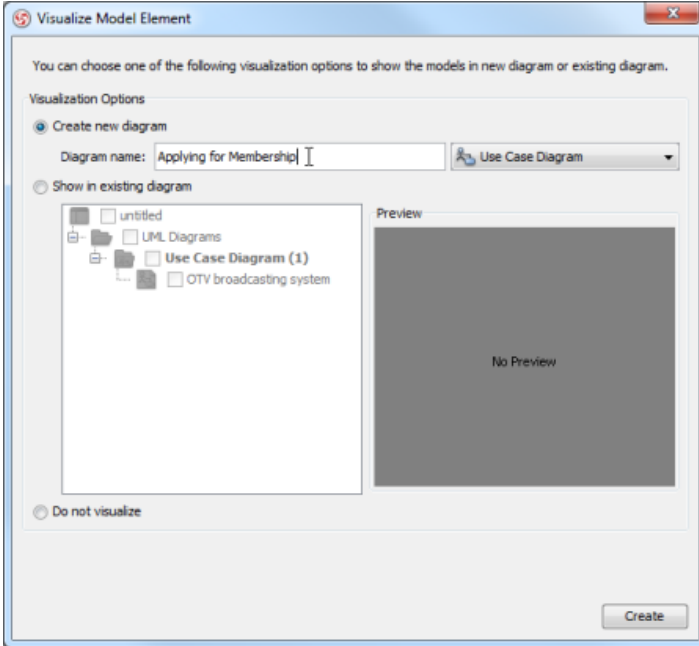 Visualize Model Element
You can choose one of the following visualization options to show the models in new diagram or existing diagram.
Visualization Options
Create new diagram
Diagram name: Applying for Membership Use Case Diagram
Show in existing diagram
untitled
UML Diagrams
Use Case Diagram (1)
OTV broadcasting system
Preview
No Preview
Do not visualize
Create